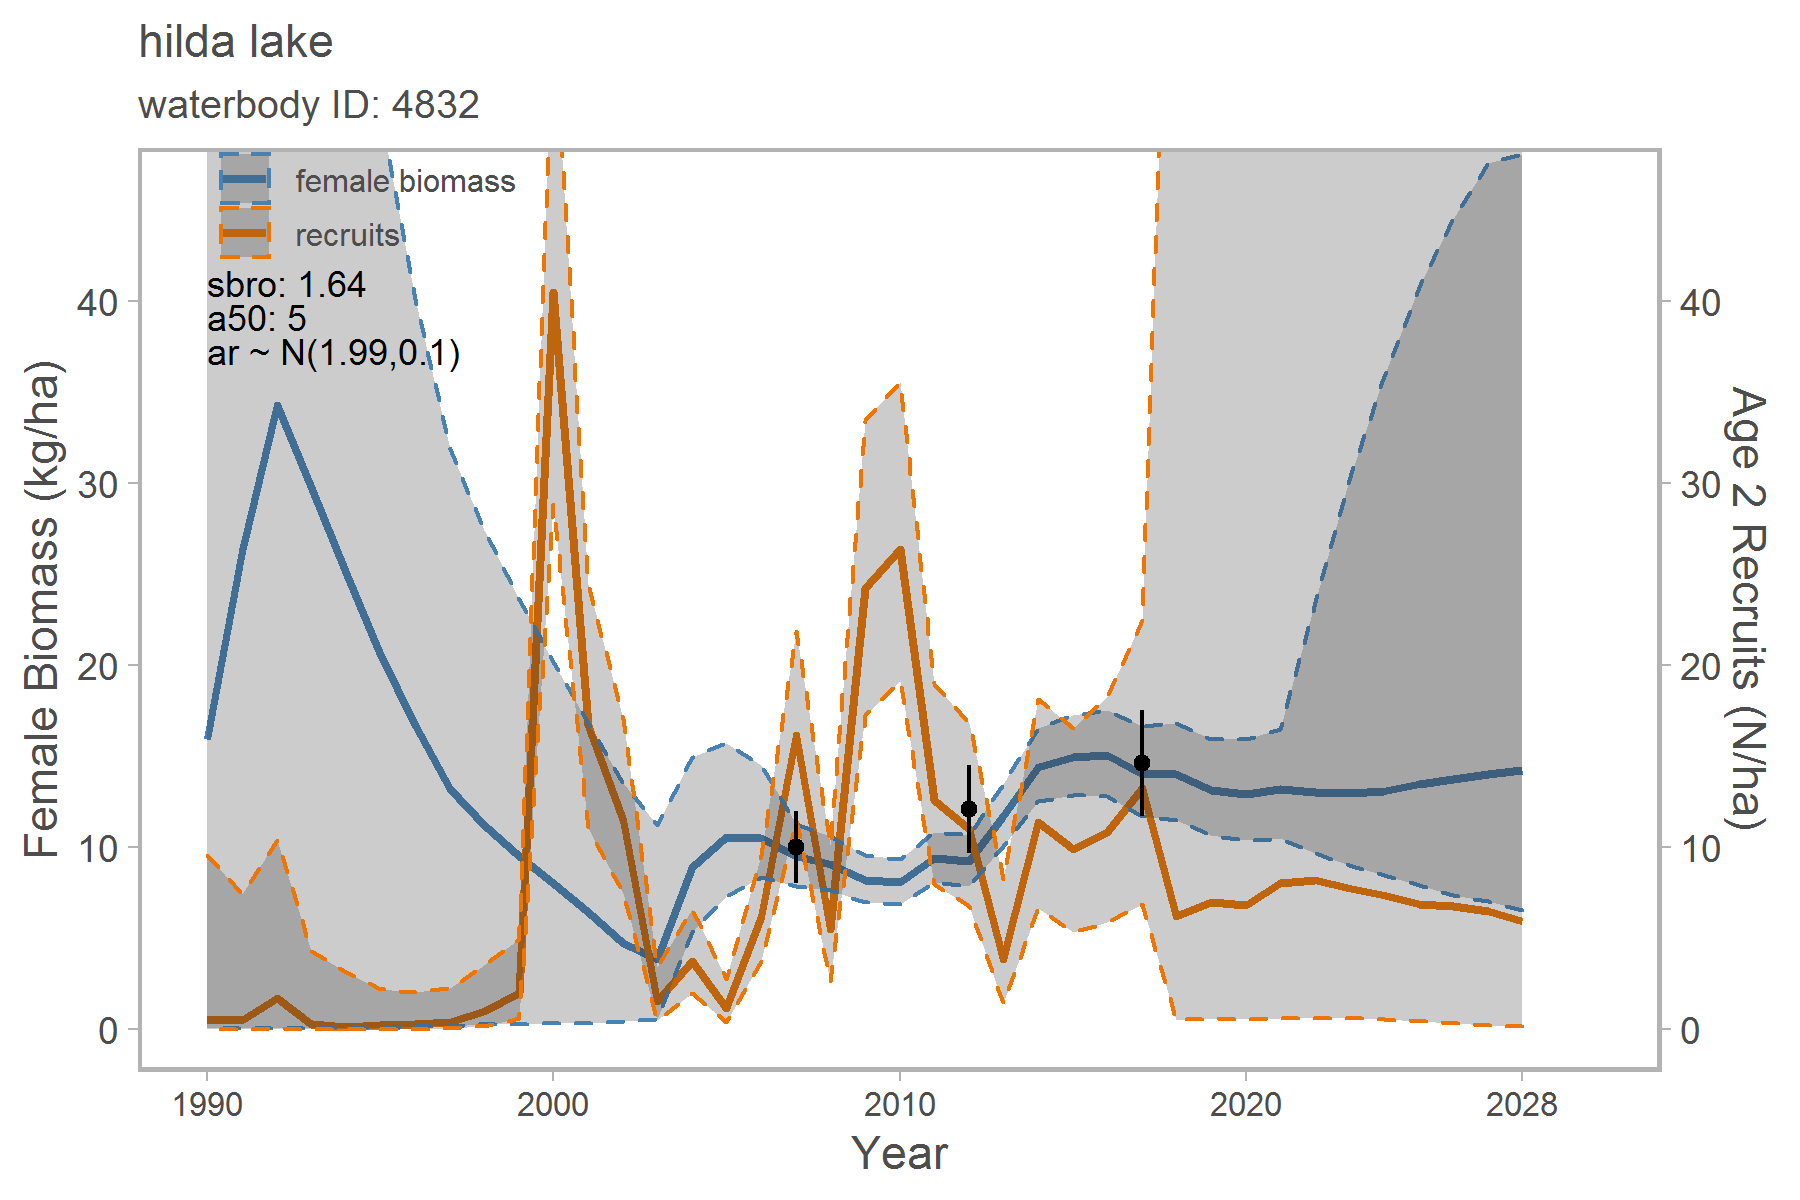 hilda lake
waterbody ID: 4832
female biomass
recruits
sbro: 1.64
a50: 5
ar ~ N(1.99,0.1)
Female Biomass (kg/ha)
40
30
20
10
0
40
30
20
10
0
Age 2 Recruits (N/ha)
1990
2000
2010
2020
2028
Year